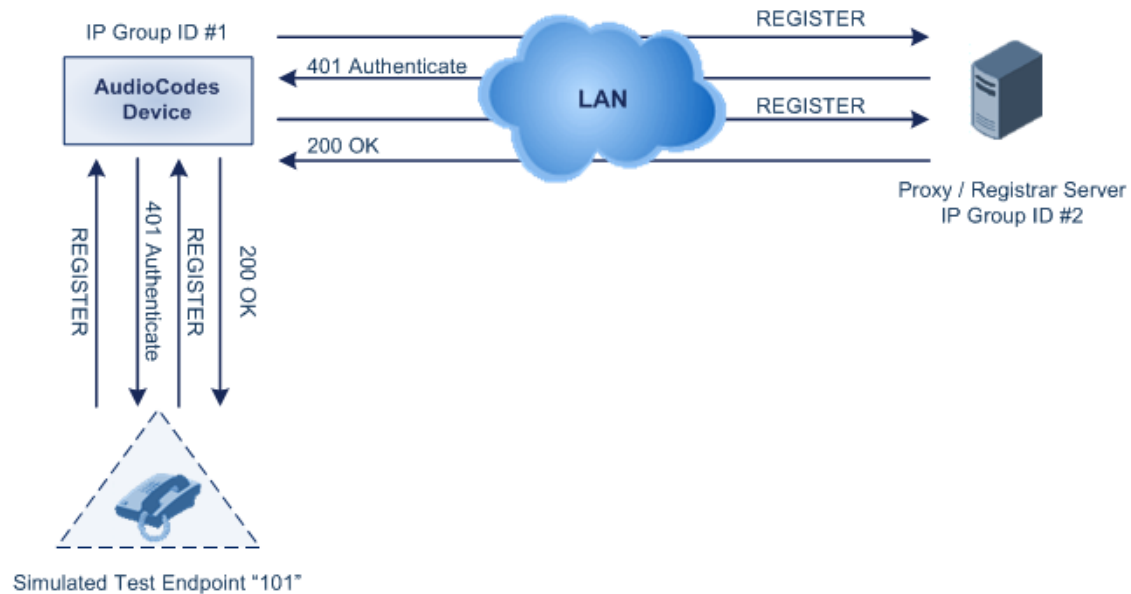 IP Group ID #1
REGISTER
AudioCodes
Device
401 Authenticate
LAN
REGISTER
200 OK
Proxy / Registrar Server
IP Group ID #2
REGISTER
401 Authenticate
REGISTER
200 OK
Simulated Test Endpoint “101”